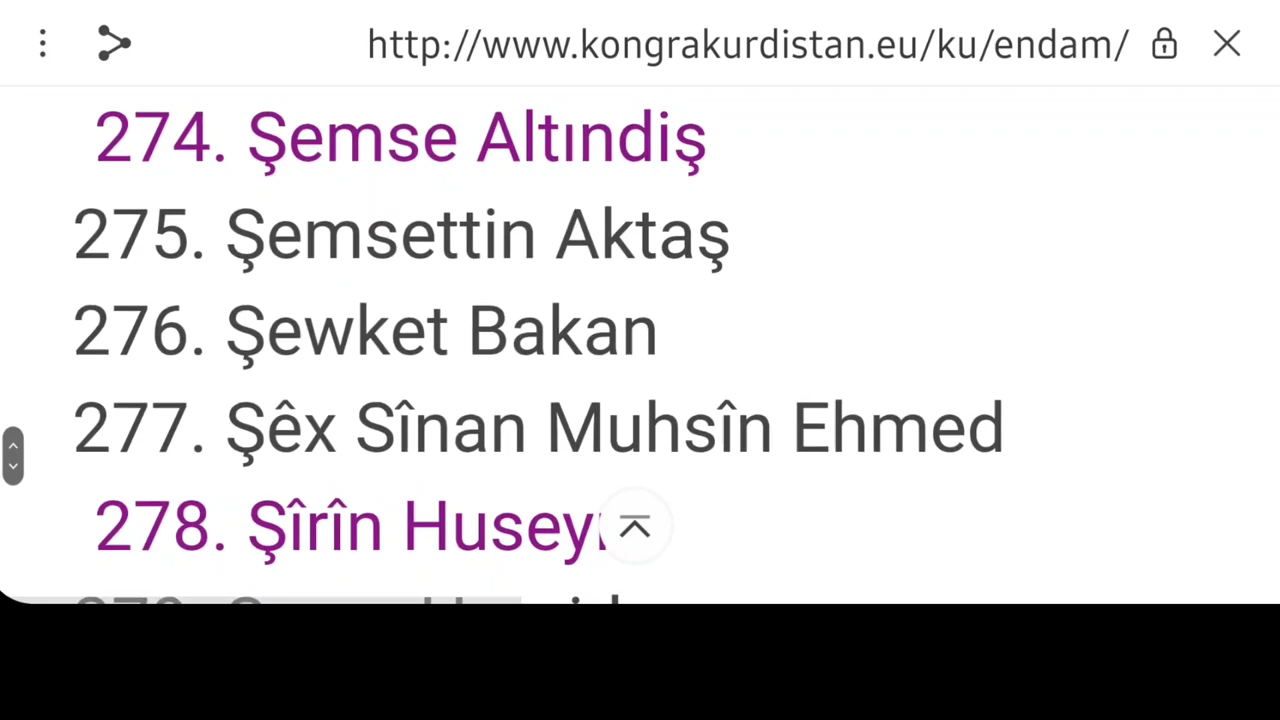 http://www.kongrakurdistan.eu/ku/endam/
274. Şemse Altındiş
275. Şemsettin Aktaş
276. Şewket Bakan
277. Şêx Sînan Muhsîn Ehmed
278. Şîrîn